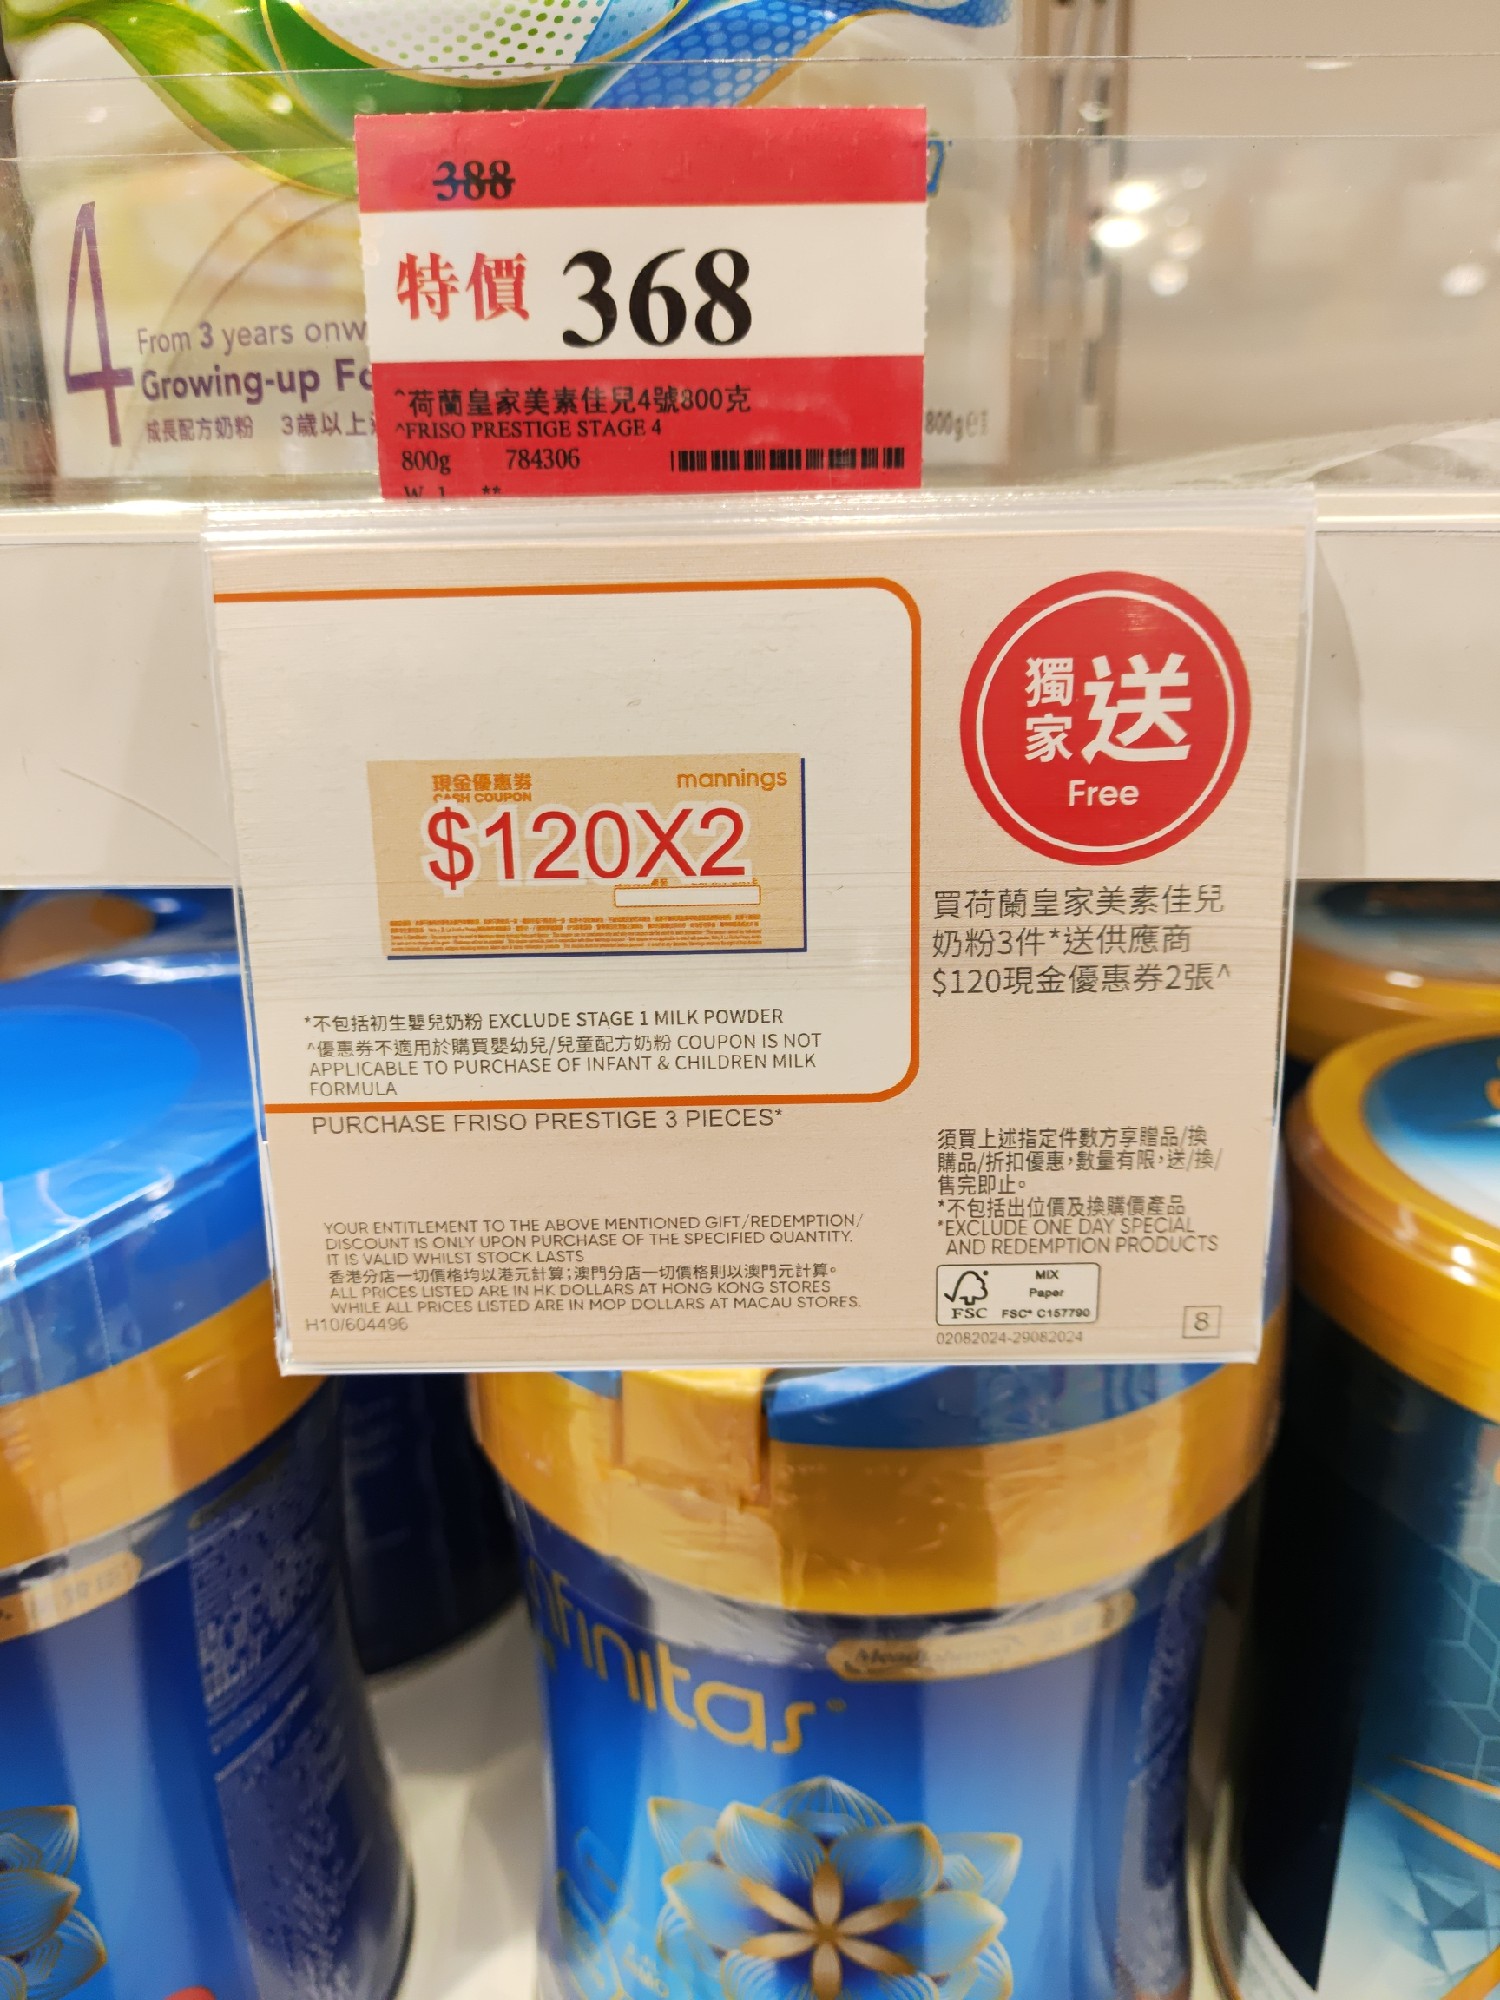 4
From 3 years onw
Growing-up Fo
成長配方奶粉 3歲以上
388
特價 368
^荷蘭皇家美素佳兒4號800克
^FRISO PRESTIGE STAGE 4
800g 784306
W 1 **
800g
獨家送
Free
現金優惠券 mannings
CASH COUPON
$120X2
買荷蘭皇家美素佳兒
奶粉3件*送供應商
$120現金優惠券2張^
*不包括初生嬰兒奶粉 EXCLUDE STAGE 1 MILK POWDER
^優惠券不適用於購買嬰幼兒/兒童配方奶粉 COUPON IS NOT
APPLICABLE TO PURCHASE OF INFANT & CHILDREN MILK
FORMULA
PURCHASE FRISO PRESTIGE 3 PIECES*
須買上述指定件數方享贈品/換
購品/折扣優惠，數量有限，送/換/
售完即止。
*不包括出位價及換購價產品
*EXCLUDE ONE DAY SPECIAL
AND REDEMPTION PRODUCTS
YOUR ENTITLEMENT TO THE ABOVE MENTIONED GIFT/REDEMPTION/
DISCOUNT IS ONLY UPON PURCHASE OF THE SPECIFIED QUANTITY.
IT IS VALID WHILST STOCK LASTS
香港分店一切價格均以港元計算；澳門分店一切價格則以澳門元計算。
ALL PRICES LISTED ARE IN HK DOLLARS AT HONG KONG STORES
WHILE ALL PRICES LISTED ARE IN MOP DOLLARS AT MACAU STORES.
H10/604496
FSC
MIX
Paper
FSC® C157790
02082024-29082024
8
nfinitas